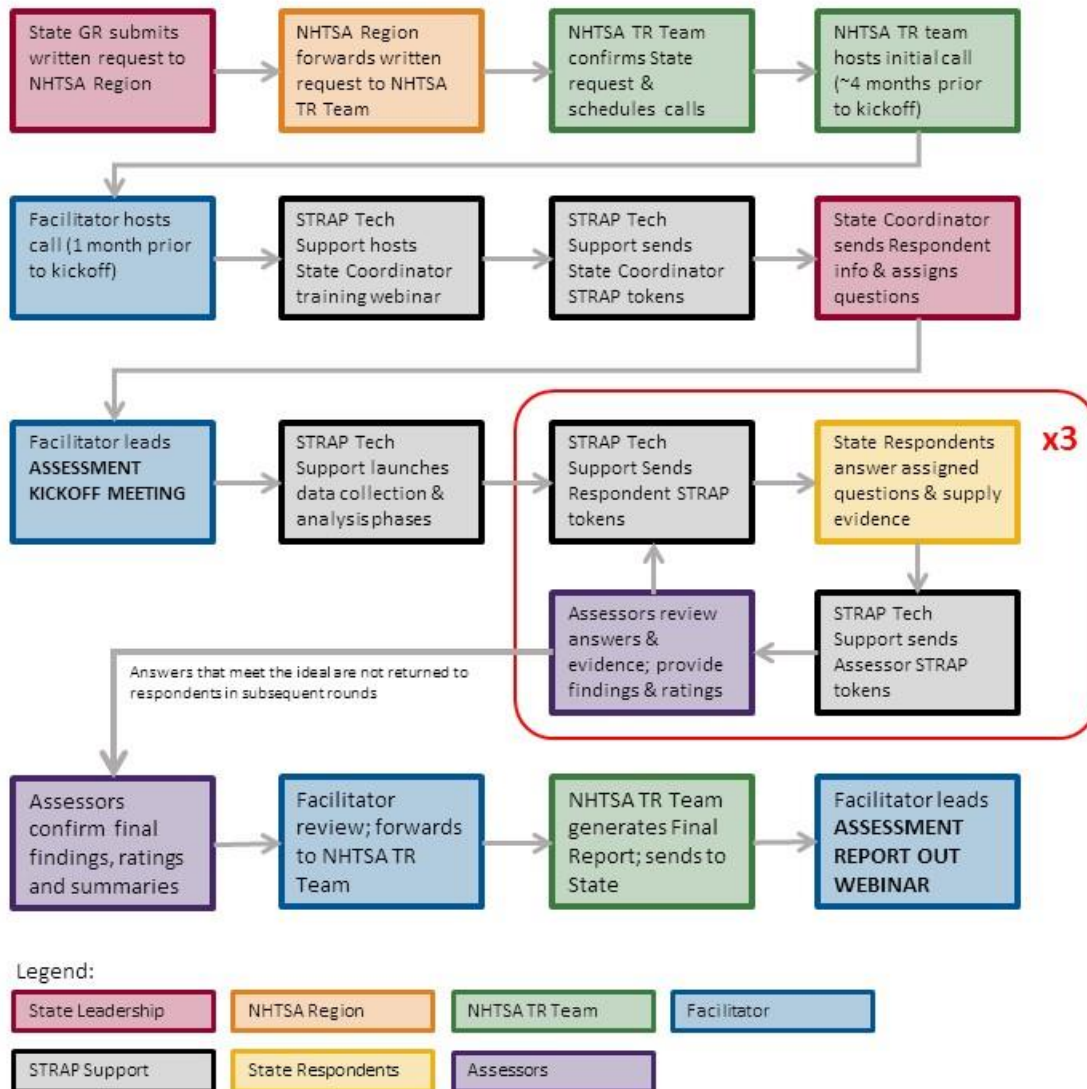 State GR submits
written request to
NHTSA Region
NHTSA Region
forwards written
request to NHTSA
TR Team
NHTSA TR Team
confirms State
request &
schedules calls
NHTSA TR team
hosts initial call
(~4 months prior
to kickoff)
Facilitator hosts
call (1 month prior
to kickoff)
STRAP Tech
Support hosts
State Coordinator
training webinar
STRAP Tech
Support sends
State Coordinator
STRAP tokens
State Coordinator
sends Respondent
info & assigns
questions
Facilitator leads
ASSESSMENT
KICKOFF MEETING
STRAP Tech
Support launches
data collection &
analysis phases
STRAP Tech
Support Sends
Respondent STRAP
tokens
State Respondents
answer assigned
questions & supply
evidence
x3
Assessors review
answers &
evidence; provide
findings & ratings
STRAP Tech
Support sends
Assessor STRAP
tokens
Answers that meet the ideal are not returned to
respondents in subsequent rounds
Assessors
confirm final
findings, ratings
and summaries
Facilitator
review; forwards
to NHTSA TR
Team
NHTSA TR Team
generates Final
Report; sends to
State
Facilitator leads
ASSESSMENT
REPORT OUT
WEBINAR
Legend:
State Leadership
NHTSA Region
NHTSA TR Team
Facilitator
STRAP Support
State Respondents
Assessors